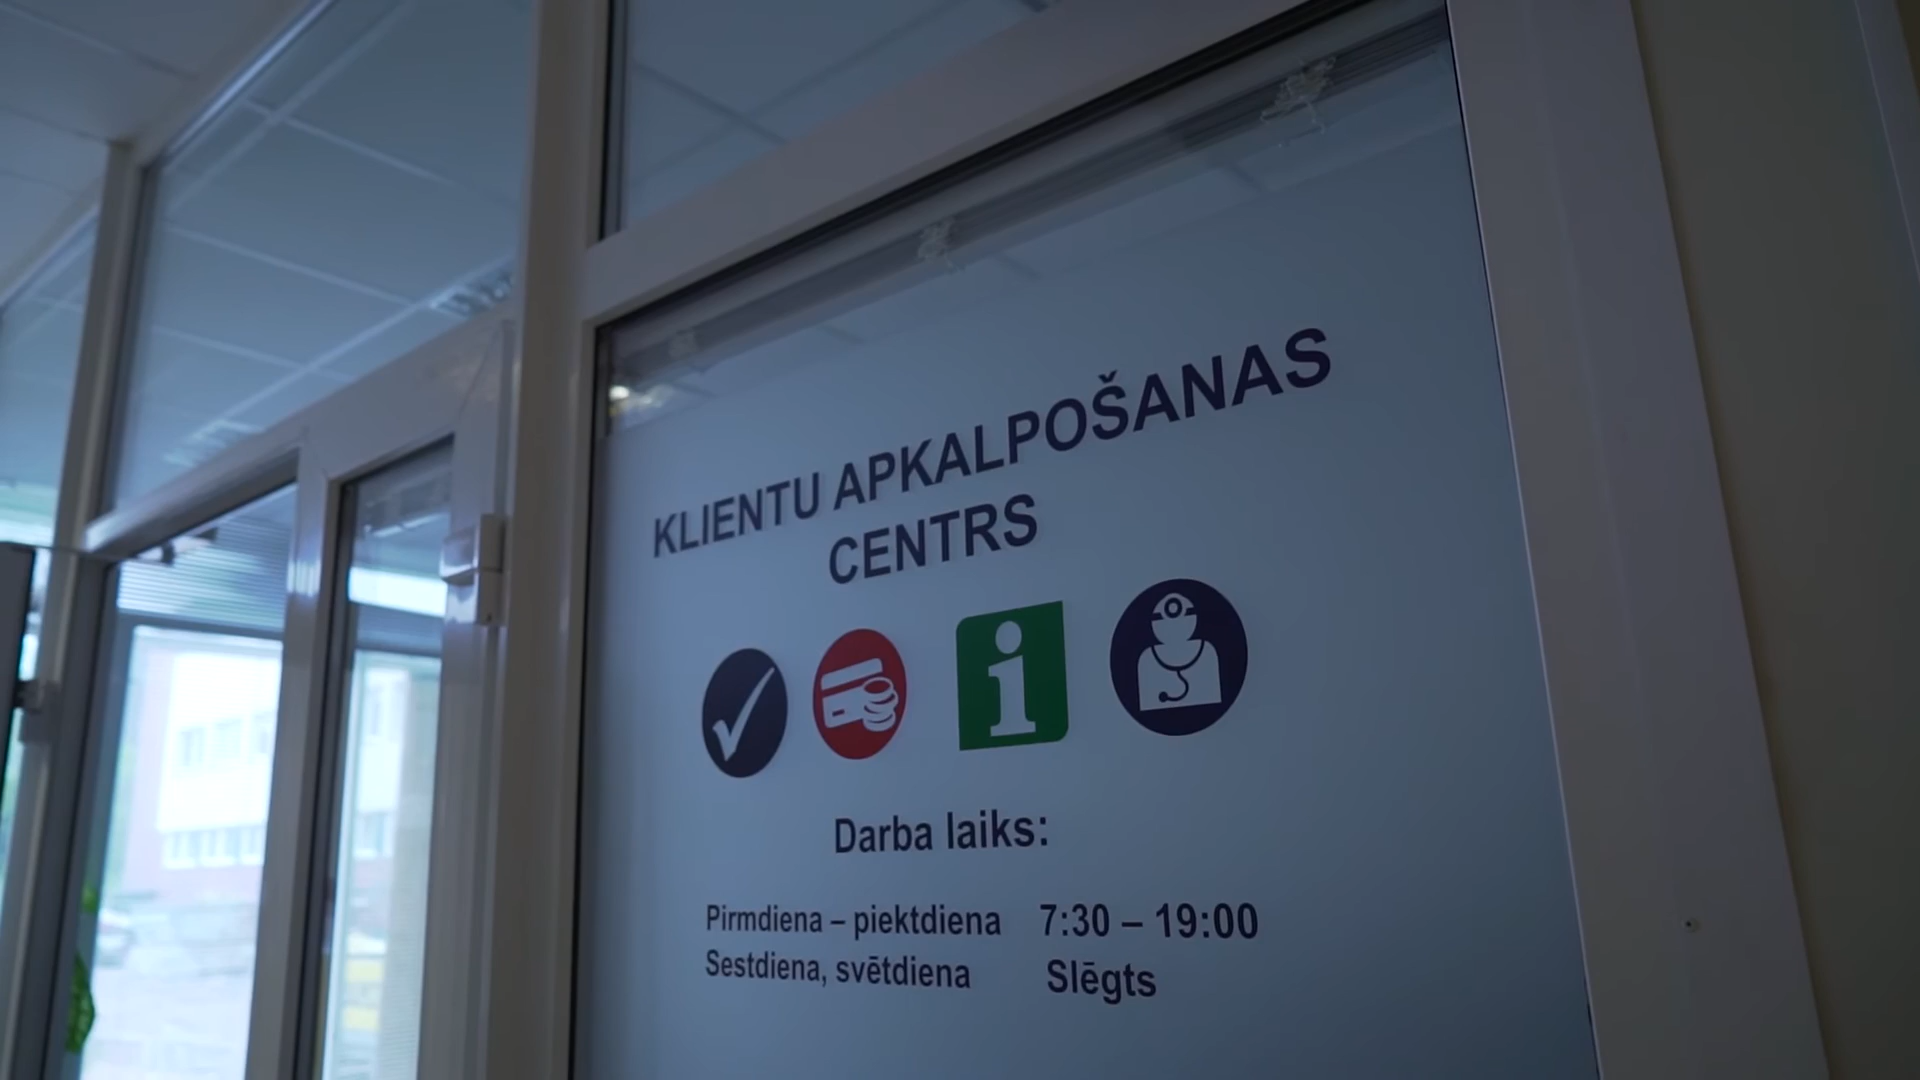 KLIENTU APKALPOŠANAS
CENTRS
i
Darba laiks:
Pirmdiena – piektdiena 7:30 – 19:00
Sestdiena, svētdiena Slēgts